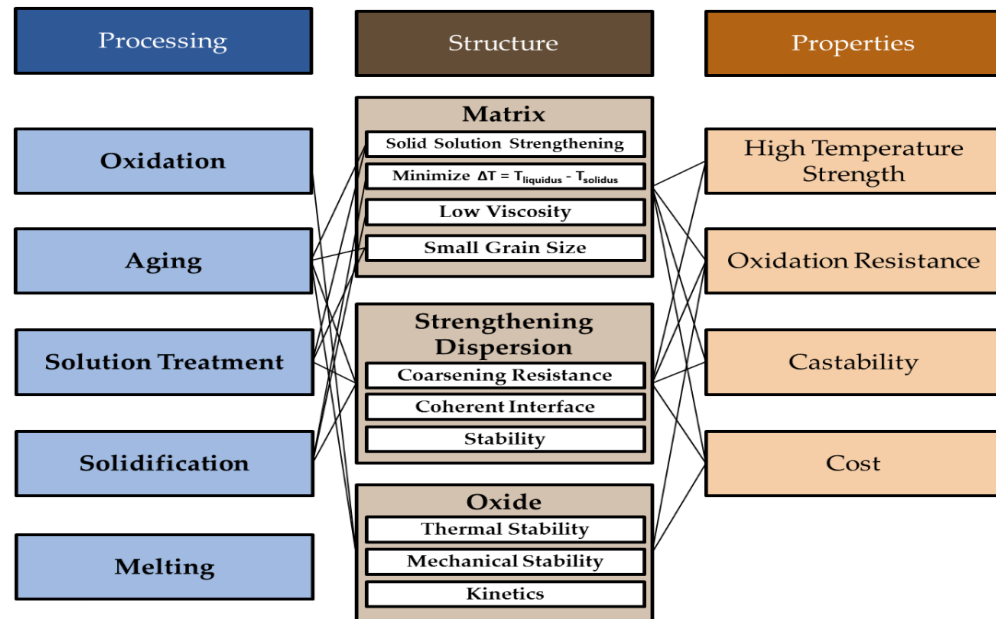 Processing
Structure
Properties
Oxidation
Aging
Solution Treatment
Solidification
Melting
Matrix
Solid Solution Strengthening
Minimize ΔT = Tliquidus - Tsolidus
Low Viscosity
Small Grain Size
Strengthening
Dispersion
Coarsening Resistance
Coherent Interface
Stability
Oxide
Thermal Stability
Mechanical Stability
Kinetics
High Temperature
Strength
Oxidation Resistance
Castability
Cost